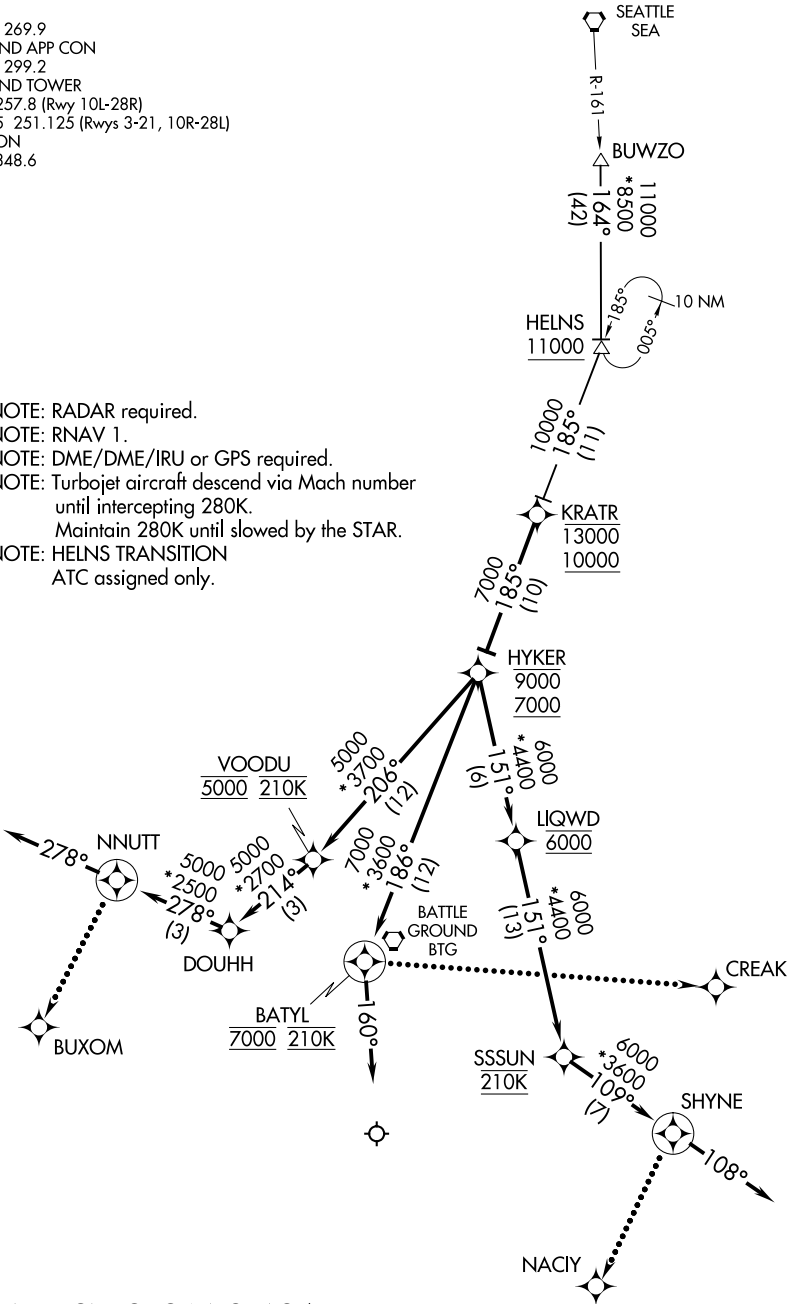 269.9
ND APP CON
299.2
ND TOWER
257.8 (Rwy 10L-28R)
5 251.125 (Rwys 3-21, 10R-28L)
ON
348.6
SEATTLE
SEA
R-161
BUWZO
11000
*8500
164°
(42)
HELNS
11000
185°
005°
10 NM
NOTE: RADAR required.
NOTE: RNAV 1.
NOTE: DME/DME/IRU or GPS required.
NOTE: Turbojet aircraft descend via Mach number
until intercepting 280K.
Maintain 280K until slowed by the STAR.
NOTE: HELNS TRANSITION
ATC assigned only.
10000
185°
(11)
KRATR
13000
10000
7000
185°
(10)
HYKER
9000
7000
5000
*3700
206°
(12)
VOODU
5000 210K
7000
*3600
186°
(12)
6000
*4400
151°
(6)
LIQWD
6000
278°
NNUTT
5000
*2500
278°
(3)
5000
*2700
214°
(3)
DOUHH
BUXOM
BATTLE
GROUND
BTG
BATYL
7000 210K
160°
6000
*4400
151°
(13)
CREAK
SSSUN
210K
6000
*3600
109°
(7)
SHYNE
108°
NACIY